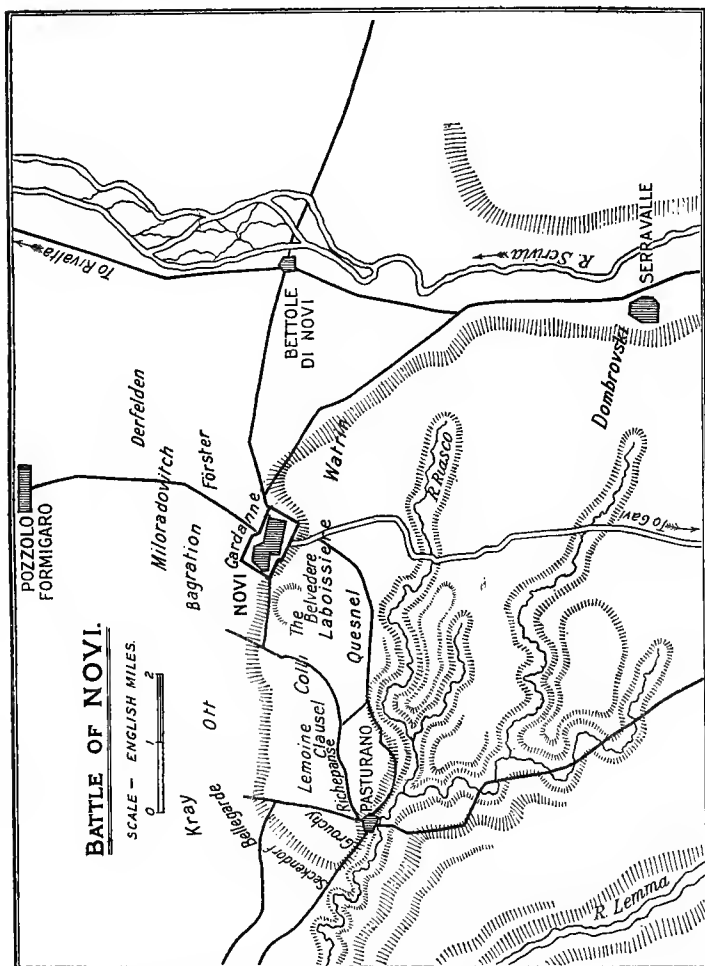 BATTLE OF NOVI.
SCALE – ENGLISH MILES.
0 1 2
POZZOLO
FORMIGARO
To Rivalta
Derfelden
Miloradowitch
Förster
Bagration
Ott
Kray
Bellegarde
Seckendorf
NOVI
Gardanne
BETTOLE
DI NOVI
R. Scrivia
SERRAVALLE
Dombrovski
Watrin
The
Belvedere
Laboissiere
Quesnel
Colli
Lemoine
Clausel
Richepanse
Grouchy
PASTURANO
R. Riasco
To Gavi
R. Lemma